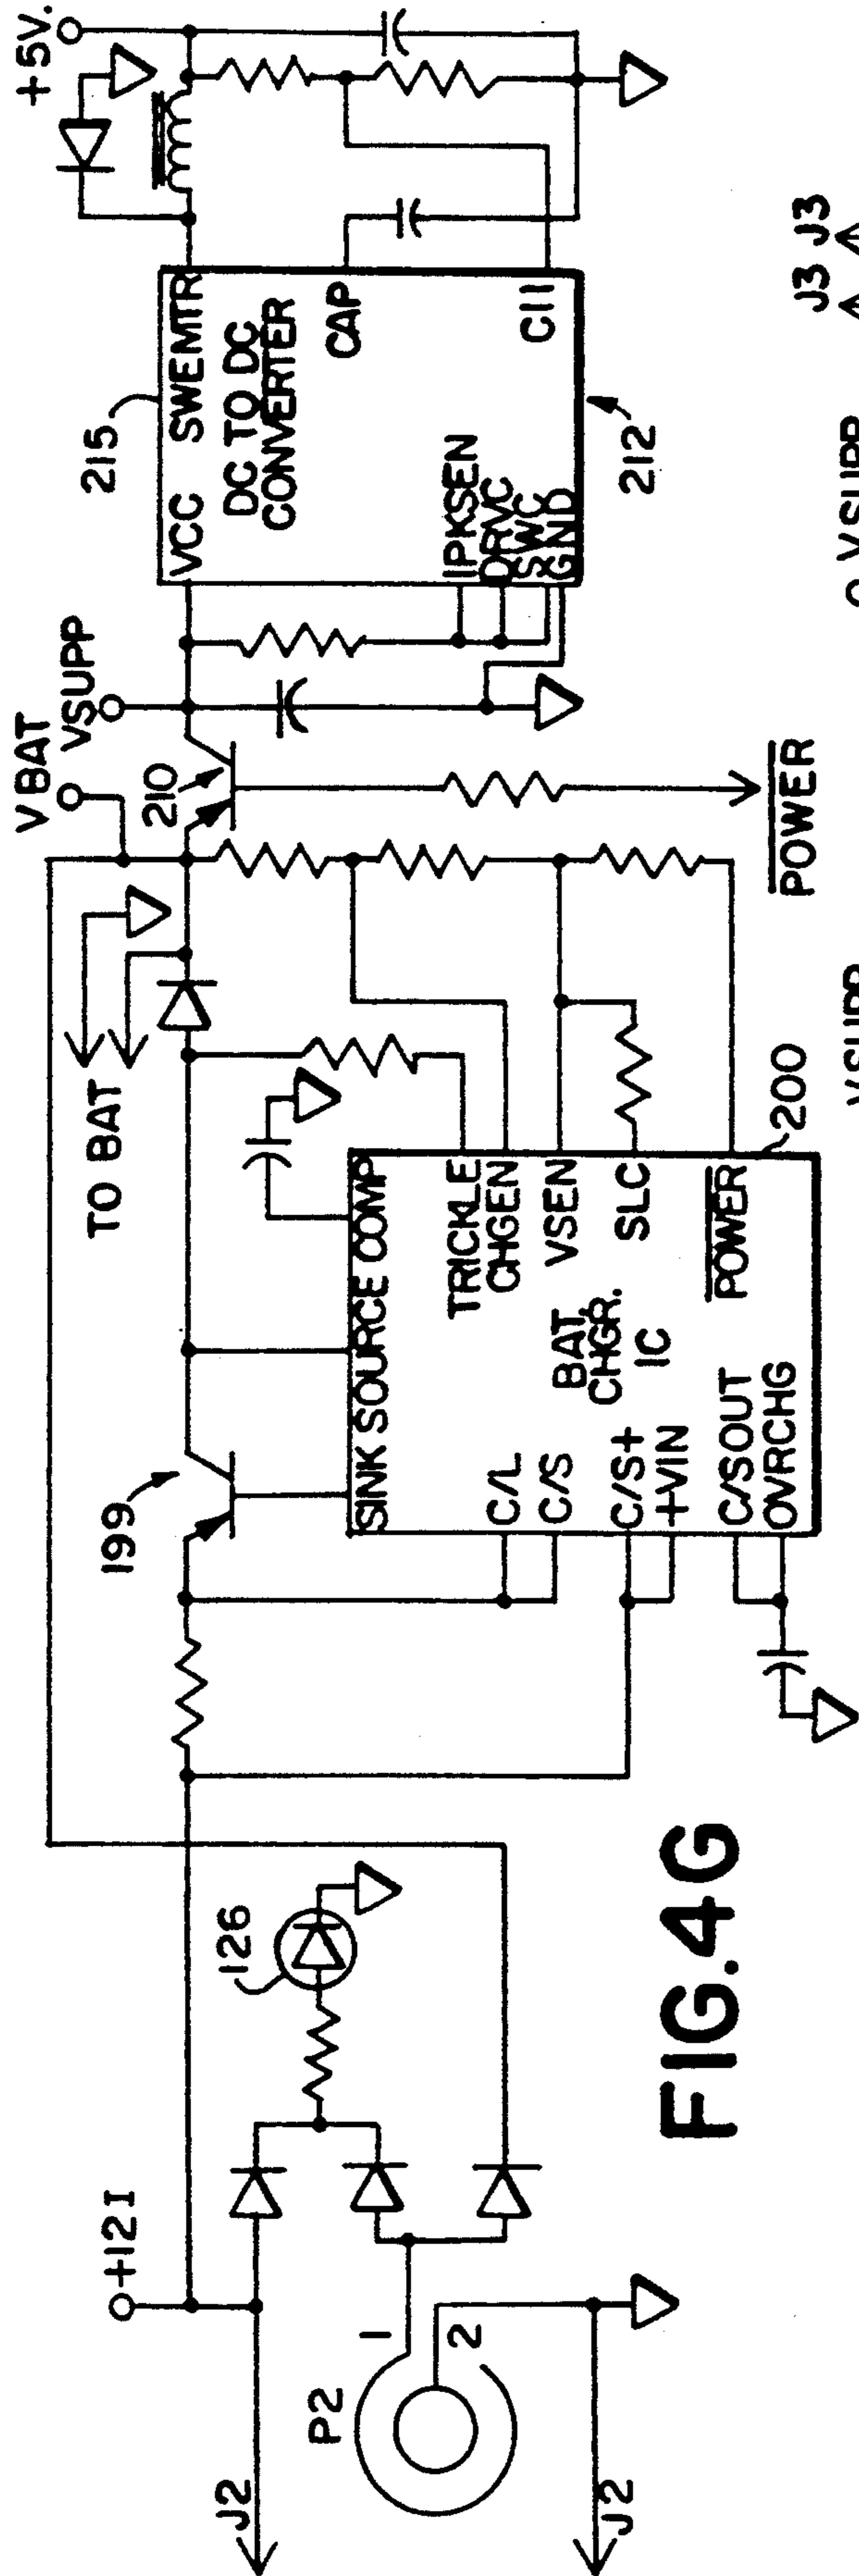 +12I
J2
P2
1
2
J2
126
FIG.4G
199
SINK SOURCE COMP
C/L
C/S
C/S+
+VIN
C/SOUT
OVRCHG
BAT.
CHGR.
IC
TRICKLE
CHGEN
VSEN
SLC
POWER
200
TO BAT
V BAT
VSUPP
210
POWER
215
VCC SWEMTR
DC TO DC
CONVERTER
CAP
IPKSEN
DRVC
SWC
GND
CII
212
+5V.
VSUPP
VSUPP
J3 J3